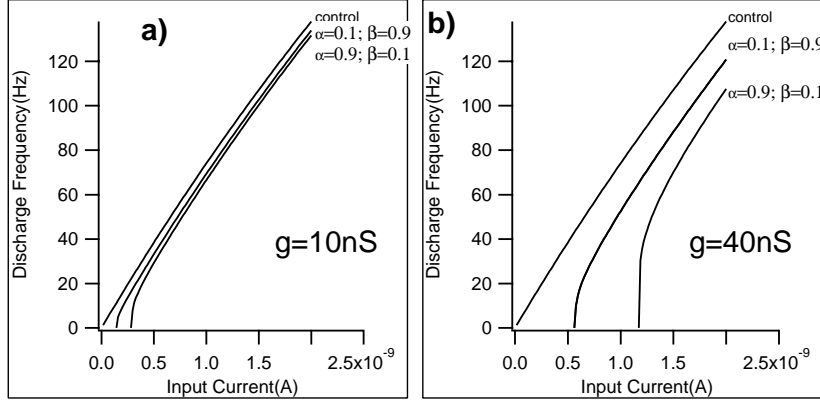 a)
control
α=0.1; β=0.9
α=0.9; β=0.1
Discharge Frequency(Hz)
120
100
80
60
40
20
0
g=10nS
0.0 0.5 1.0 1.5 2.5x10⁻⁹
Input Current(A)
b)
control
α=0.1; β=0.9
α=0.9; β=0.1
Discharge Frequency(Hz)
120
100
80
60
40
20
0
g=40nS
0.0 0.5 1.0 1.5 2.5x10⁻⁹
Input Current(A)